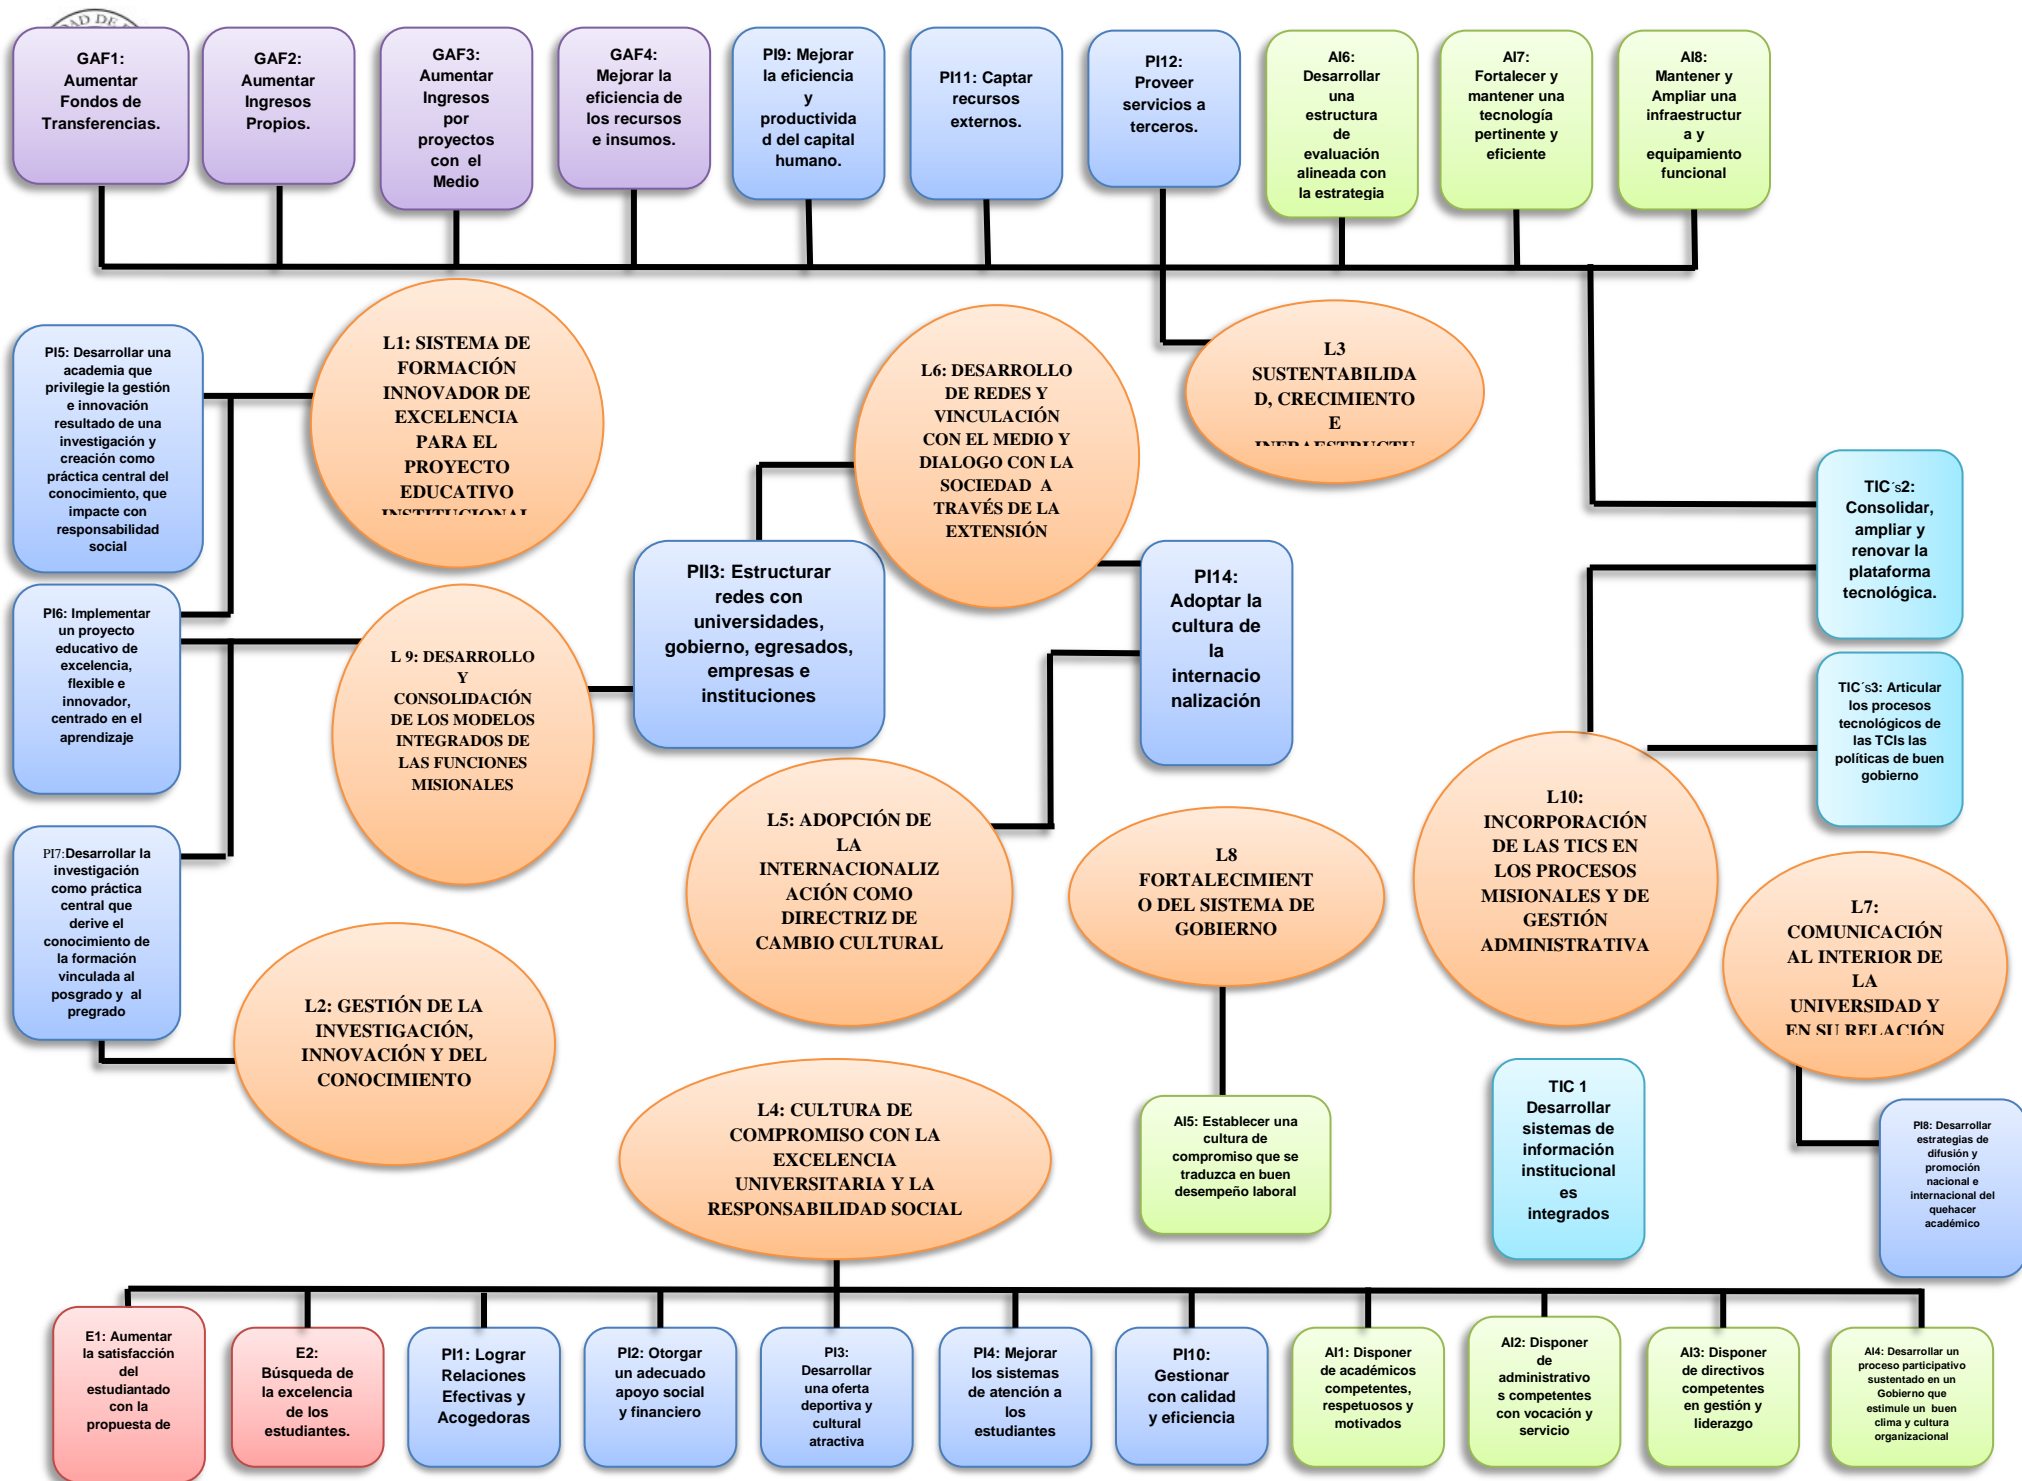 DAD DE
GAF1:
Aumentar
Fondos de
Transferencias.
GAF2:
Aumentar
Ingresos
Propios.
GAF3:
Aumentar
Ingresos
por
proyectos
con el
Medio
GAF4:
Mejorar la
eficiencia de
los recursos
e insumos.
PI9: Mejorar
la eficiencia
y
productivida
d del capital
humano.
PI11: Captar
recursos
externos.
PI12:
Proveer
servicios a
terceros.
AI6:
Desarrollar
una
estructura
de
evaluación
alineada con
la estrategia
AI7:
Fortalecer y
mantener una
tecnología
pertinente y
eficiente
AI8:
Mantener y
Ampliar una
infraestructur
a y
equipamiento
funcional
PI5: Desarrollar una
academia que
privilegie la gestión
e innovación
resultado de una
investigación y
creación como
práctica central del
conocimiento, que
impacte con
responsabilidad
social
L1: SISTEMA DE
FORMACIÓN
INNOVADOR DE
EXCELENCIA
PARA EL
PROYECTO
EDUCATIVO
INSTITUCIONAL
L6: DESARROLLO
DE REDES Y
VINCULACIÓN
CON EL MEDIO Y
DIALOGO CON LA
SOCIEDAD A
TRAVÉS DE LA
EXTENSIÓN
L3
SUSTENTABILIDA
D, CRECIMIENTO
E
INFRAESTRUCTU
TIC´s2:
Consolidar,
ampliar y
renovar la
plataforma
tecnológica.
PI6: Implementar
un proyecto
educativo de
excelencia,
flexible e
innovador,
centrado en el
aprendizaje
L 9: DESARROLLO
Y
CONSOLIDACIÓN
DE LOS MODELOS
INTEGRADOS DE
LAS FUNCIONES
MISIONALES
PII3: Estructurar
redes con
universidades,
gobierno, egresados,
empresas e
instituciones
PI14:
Adoptar la
cultura de
la
internacio
nalización
TIC´s3: Articular
los procesos
tecnológicos de
las TCIs las
políticas de buen
gobierno
PI7:Desarrollar la
investigación
como práctica
central que
derive el
conocimiento de
la formación
vinculada al
posgrado y al
pregrado
L5: ADOPCIÓN DE
LA
INTERNACIONALIZ
ACIÓN COMO
DIRECTRIZ DE
CAMBIO CULTURAL
L8
FORTALECIMIENT
O DEL SISTEMA DE
GOBIERNO
L10:
INCORPORACIÓN
DE LAS TICS EN
LOS PROCESOS
MISIONALES Y DE
GESTIÓN
ADMINISTRATIVA
L7:
COMUNICACIÓN
AL INTERIOR DE
LA
UNIVERSIDAD Y
EN SU RELACIÓN
L2: GESTIÓN DE LA
INVESTIGACIÓN,
INNOVACIÓN Y DEL
CONOCIMIENTO
L4: CULTURA DE
COMPROMISO CON LA
EXCELENCIA
UNIVERSITARIA Y LA
RESPONSABILIDAD SOCIAL
AI5: Establecer una
cultura de
compromiso que se
traduzca en buen
desempeño laboral
TIC 1
Desarrollar
sistemas de
información
institucional
es
integrados
PI8: Desarrollar
estrategias de
difusión y
promoción
nacional e
internacional del
quehacer
académico
E1: Aumentar
la satisfacción
del
estudiantado
con la
propuesta de
E2:
Búsqueda de
la excelencia
de los
estudiantes.
PI1: Lograr
Relaciones
Efectivas y
Acogedoras
PI2: Otorgar
un adecuado
apoyo social
y financiero
PI3:
Desarrollar
una oferta
deportiva y
cultural
atractiva
PI4: Mejorar
los sistemas
de atención a
los
estudiantes
PI10:
Gestionar
con calidad
y eficiencia
AI1: Disponer
de académicos
competentes,
respetuosos y
motivados
AI2: Disponer
de
administrativo
s competentes
con vocación y
servicio
AI3: Disponer
de directivos
competentes
en gestión y
liderazgo
AI4: Desarrollar un
proceso participativo
sustentado en un
Gobierno que
estimule un buen
clima y cultura
organizacional